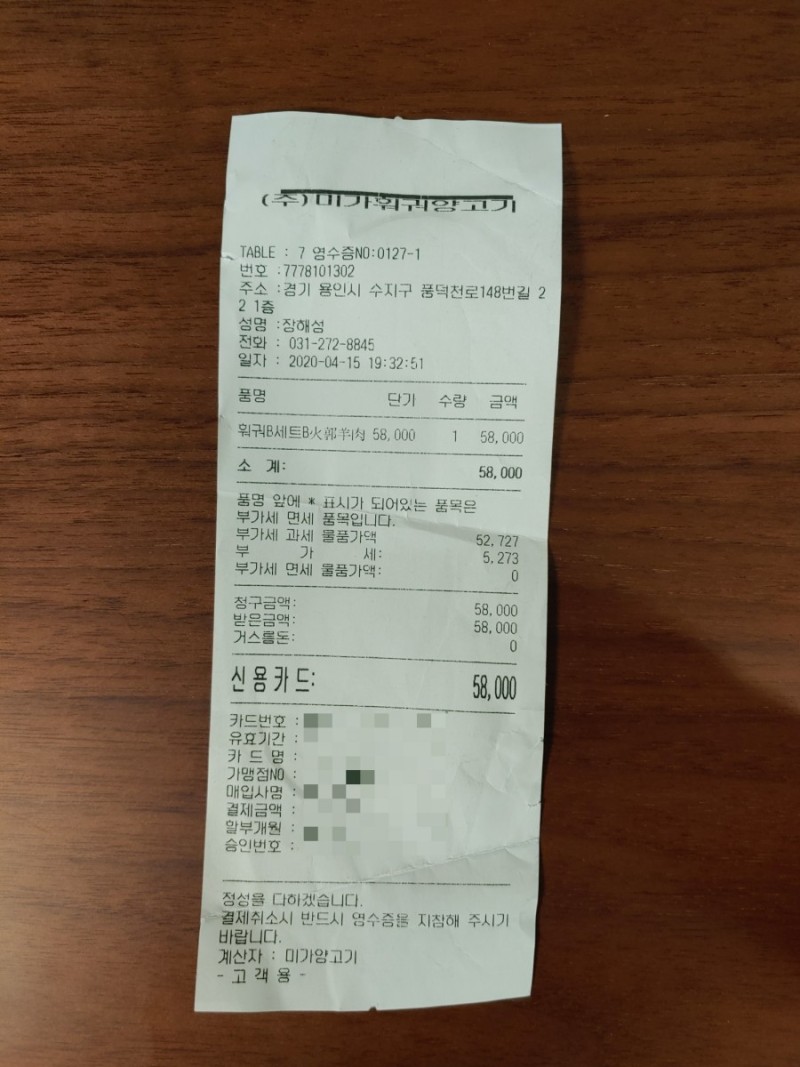 (주)미가훠궈양고기
TABLE : 7 영수증NO:0127-1
번호 :7778101302
주소 :경기 용인시 수지구 풍덕천로148번길 2
2 1층
성명 :장해성
전화 : 031-272-8845
일자 : 2020-04-15 19:32:51
품명 단가 수량 금액
훠궈B세트B火郭羊肉 58,000 1 58,000
소 계: 58,000
품명 앞에 * 표시가 되어있는 품목은
부가세 면세 품목입니다.
부가세 과세 물품가액 52,727
부 가 세: 5,273
부가세 면세 물품가액: 0
청구금액: 58,000
받은금액: 58,000
거스름돈: 0
신용카드: 58,000
카드번호 :
유효기간 :
카 드 명 :
가맹점NO :
매입사명 :
결제금액 :
할부개월 :
승인번호 :
정성을 다하겠습니다.
결제취소시 반드시 영수증을 지참해 주시기
바랍니다.
계산자 : 미가양고기
- 고 객 용 -